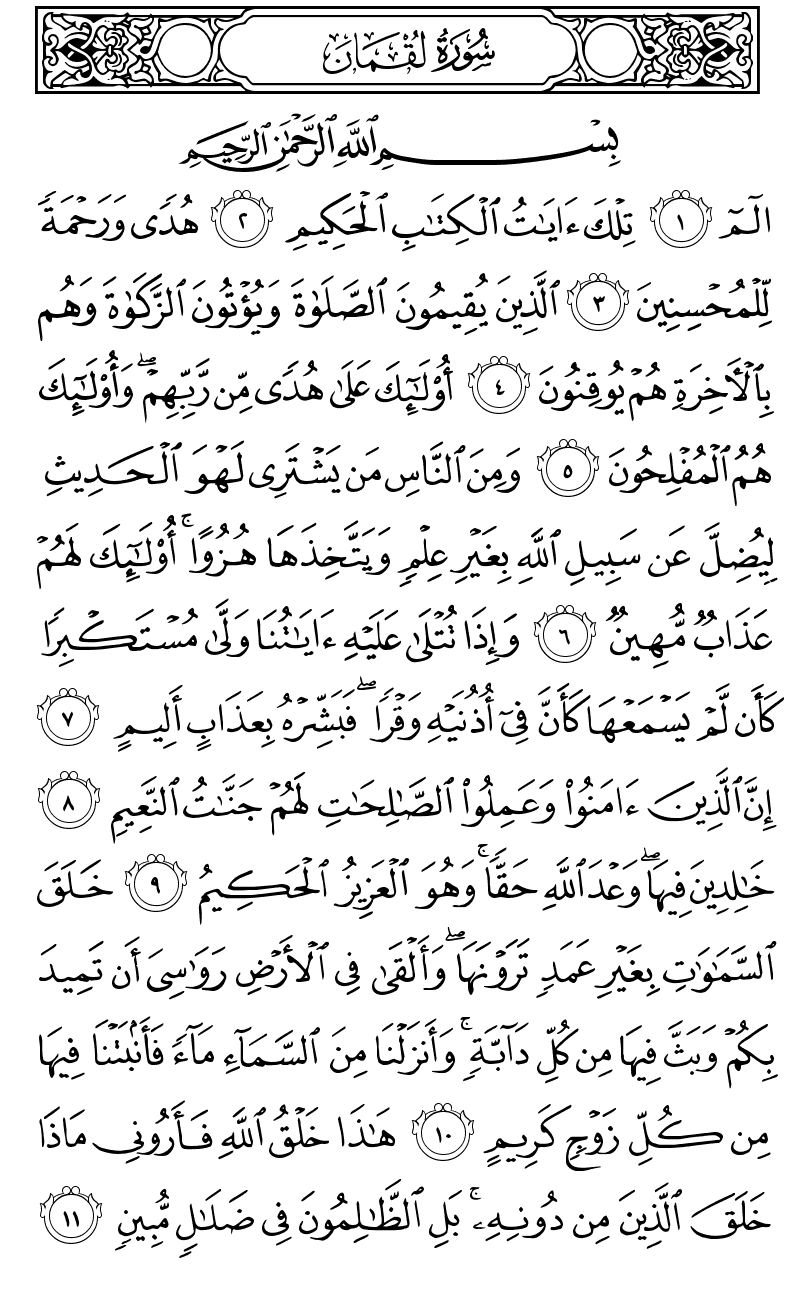 سُورَةُ لُقْمَانَ
بِسْمِ ٱللَّهِ ٱلرَّحْمَٰنِ ٱلرَّحِيمِ
الٓمٓ ١ تِلْكَ ءَايَٰتُ ٱلْكِتَٰبِ ٱلْحَكِيمِ ٢ هُدًى وَرَحْمَةً
لِّلْمُحْسِنِينَ ٣ ٱلَّذِينَ يُقِيمُونَ ٱلصَّلَوٰةَ وَيُؤْتُونَ ٱلزَّكَوٰةَ وَهُم
بِٱلْأَخِرَةِ هُمْ يُوقِنُونَ ٤ أُوْلَٰٓئِكَ عَلَىٰ هُدًى مِّن رَّبِّهِمْ ۖ وَأُوْلَٰٓئِكَ
هُمُ ٱلْمُفْلِحُونَ ٥ وَمِنَ ٱلنَّاسِ مَن يَشْتَرِى لَهْوَ ٱلْحَدِيثِ
لِيُضِلَّ عَن سَبِيلِ ٱللَّهِ بِغَيْرِ عِلْمٍ وَيَتَّخِذَهَا هُزُوًا ۚ أُوْلَٰٓئِكَ لَهُمْ
عَذَابٌ مُّهِينٌ ٦ وَإِذَا تُتْلَىٰ عَلَيْهِ ءَايَٰتُنَا وَلَّىٰ مُسْتَكْبِرًا
كَأَن لَّمْ يَسْمَعْهَا كَأَنَّ فِىٓ أُذُنَيْهِ وَقْرًا ۖ فَبَشِّرْهُ بِعَذَابٍ أَلِيمٍ ٧
إِنَّ ٱلَّذِينَ ءَامَنُوا۟ وَعَمِلُوا۟ ٱلصَّٰلِحَٰتِ لَهُمْ جَنَّٰتُ ٱلنَّعِيمِ ٨
خَٰلِدِينَ فِيهَا ۖ وَعْدَ ٱللَّهِ حَقًّا ۚ وَهُوَ ٱلْعَزِيزُ ٱلْحَكِيمُ ٩ خَلَقَ
ٱلسَّمَٰوَٰتِ بِغَيْرِ عَمَدٍ تَرَوْنَهَا ۖ وَأَلْقَىٰ فِى ٱلْأَرْضِ رَوَٰسِىَ أَن تَمِيدَ
بِكُمْ وَبَثَّ فِيهَا مِن كُلِّ دَآبَّةٍ ۚ وَأَنزَلْنَا مِنَ ٱلسَّمَآءِ مَآءً فَأَنۢبَتْنَا فِيهَا
مِن كُلِّ زَوْجٍ كَرِيمٍ ١٠ هَٰذَا خَلْقُ ٱللَّهِ فَأَرُونِى مَاذَا
خَلَقَ ٱلَّذِينَ مِن دُونِهِۦ ۚ بَلِ ٱلظَّٰلِمُونَ فِى ضَلَٰلٍ مُّبِينٍ ١١